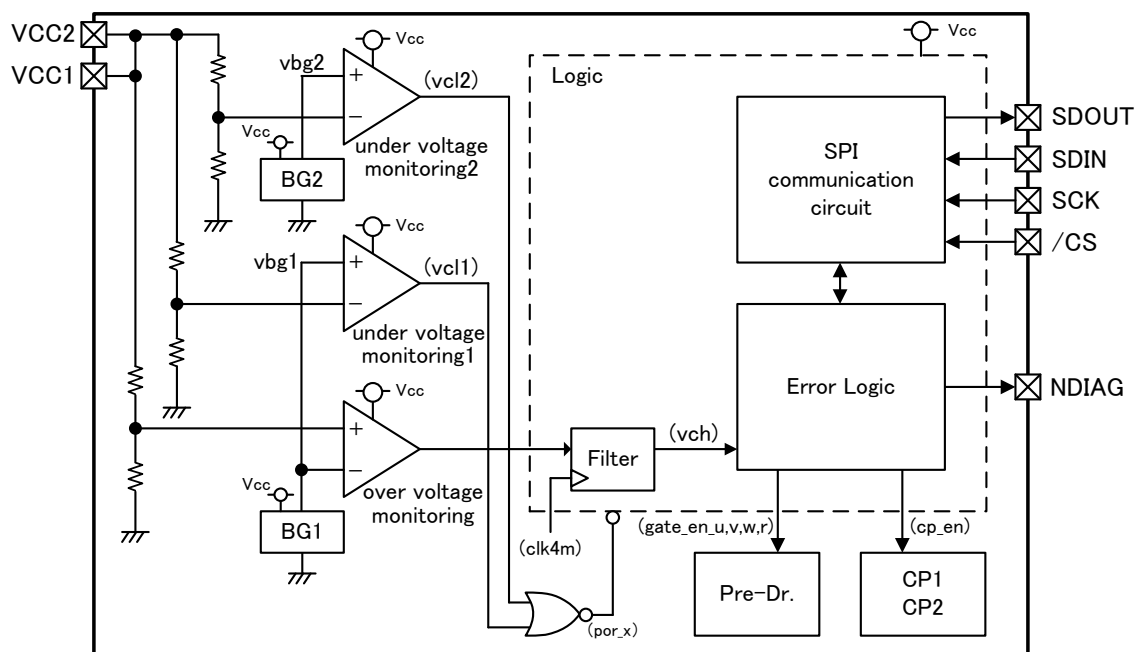 VCC2
VCC1
Vcc
vbg2
+
−
(vcl2)
Vcc
BG2
under voltage
monitoring2
Vcc
vbg1
+
−
(vcl1)
under voltage
monitoring1
Vcc
+
−
over voltage
monitoring
Vcc
BG1
Vcc
Logic
SPI
communication
circuit
SDOUT
SDIN
SCK
/CS
Error Logic
NDIAG
Filter
(vch)
(clk4m)
(gate_en_u,v,w,r)
(cp_en)
(por_x)
Pre-Dr.
CP1
CP2